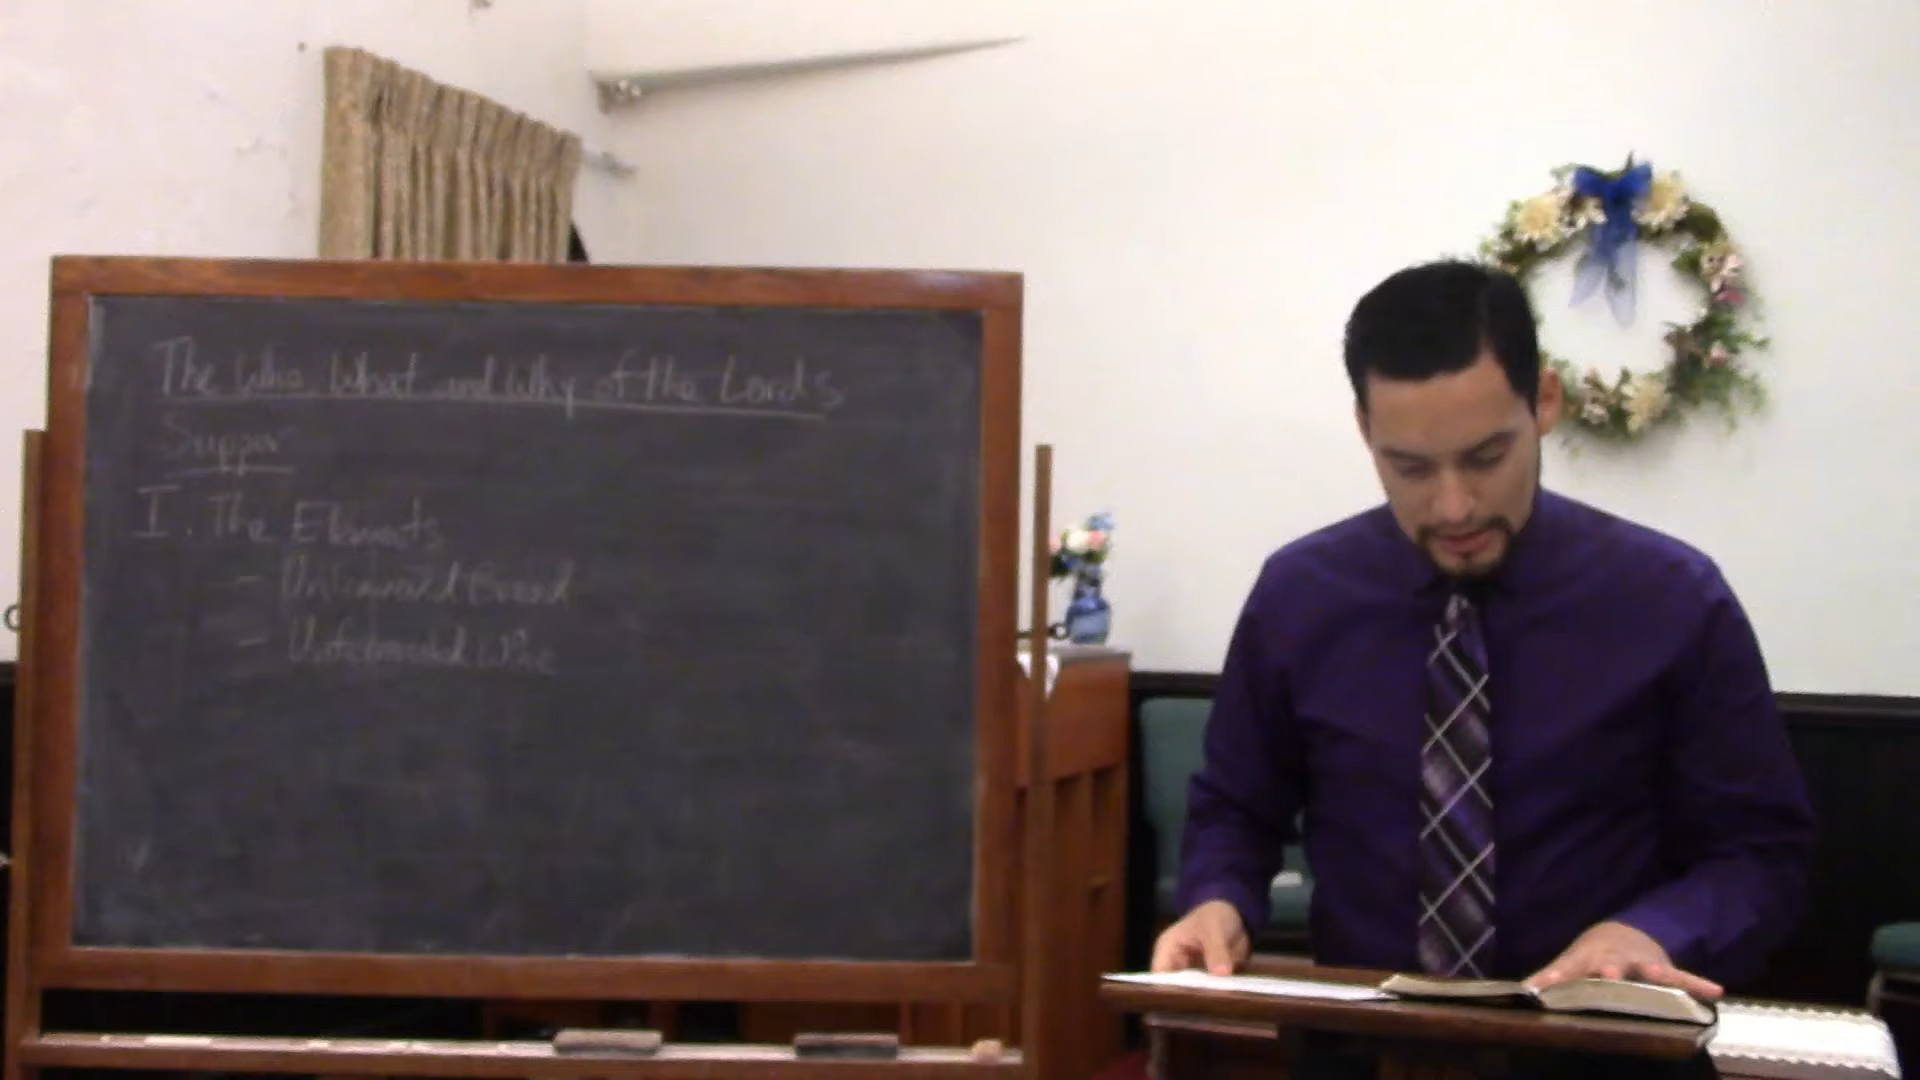 The Who, What and Why of the Lord's
Supper
I. The Elements
- Unleavened Bread
- Unfermented Wine